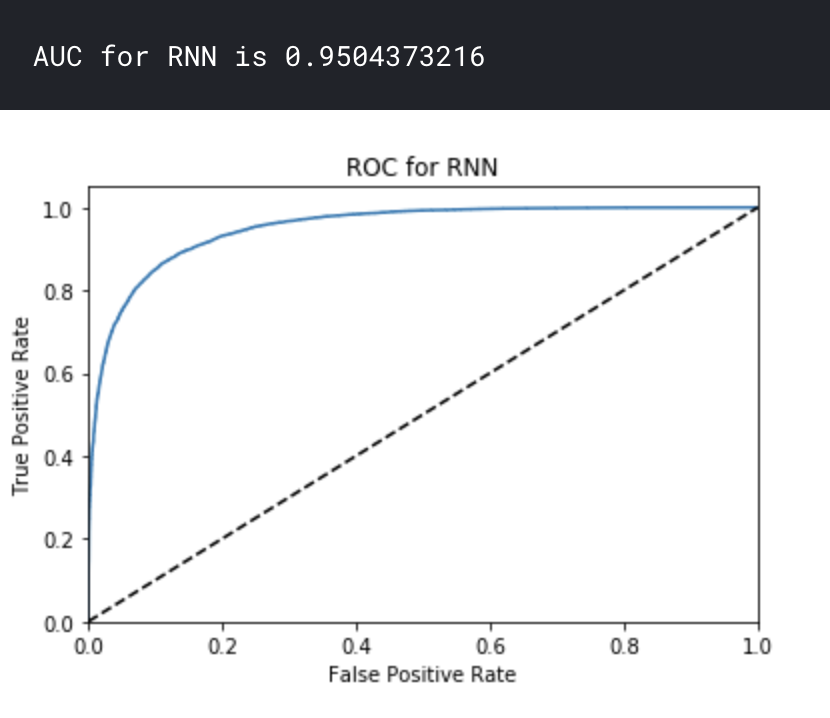 AUC for RNN is 0.9504373216
ROC for RNN
1.0
0.8
0.6
0.4
0.2
0.0
True Positive Rate
0.0 0.2 0.4 0.6 0.8 1.0
False Positive Rate